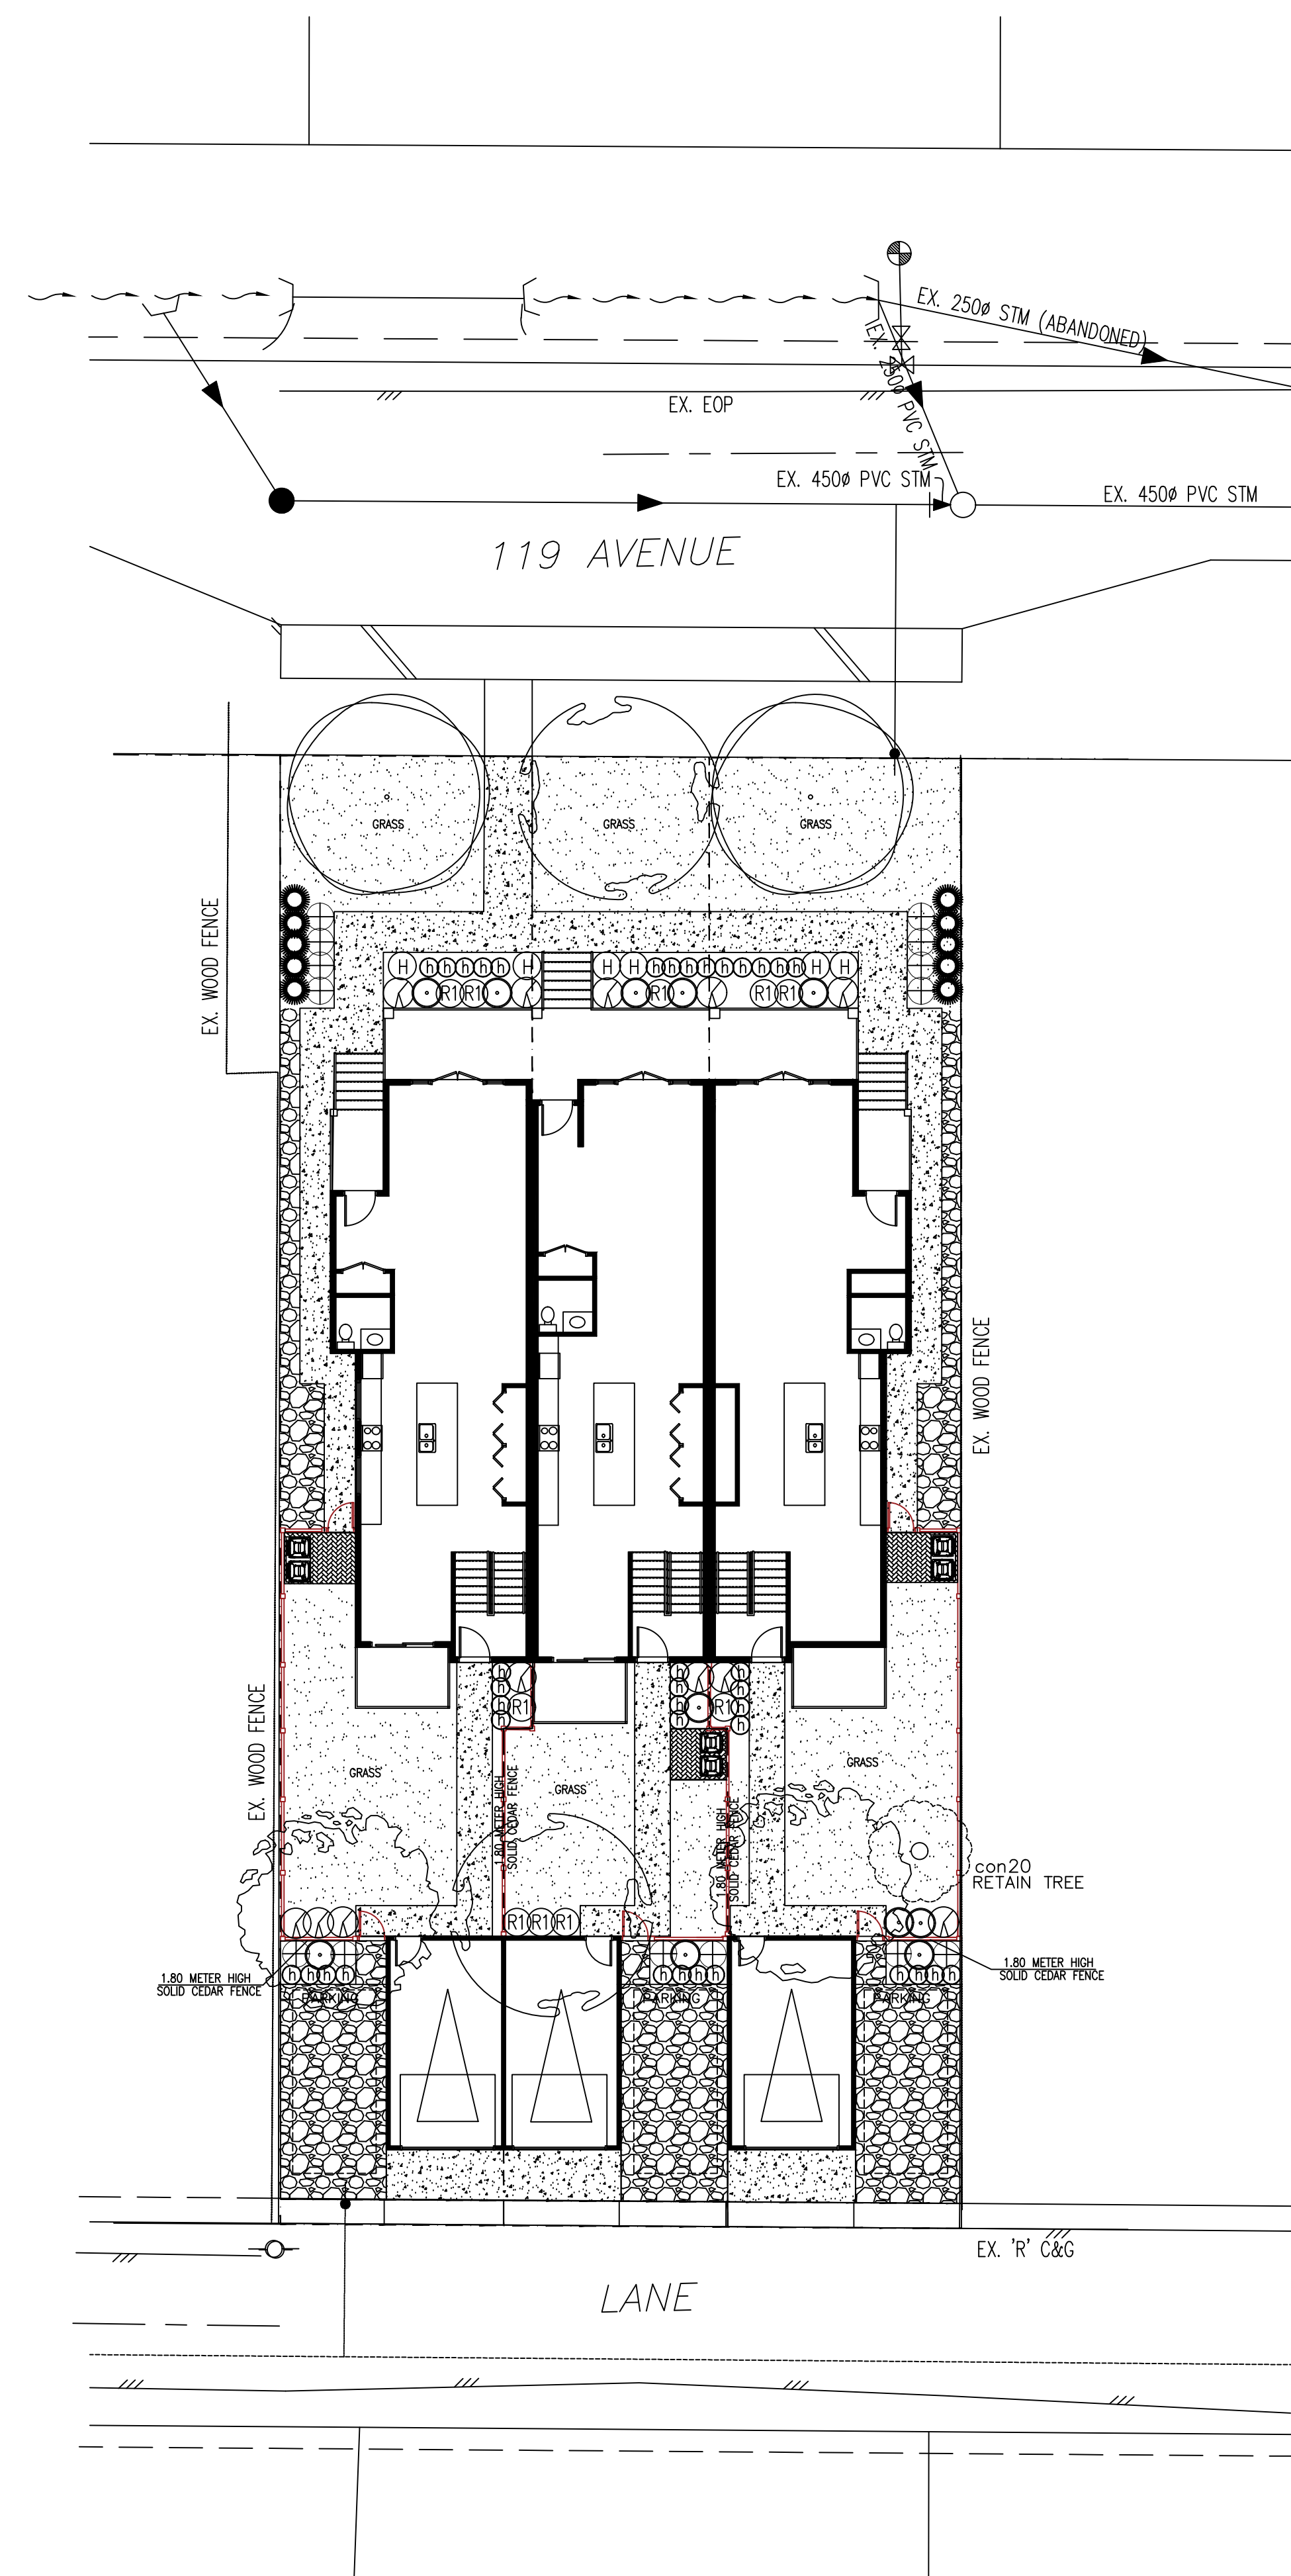 EX. 250ø STM (ABANDONED)
EX. 250ø PVC STM
EX. EOP
EX. 450ø PVC STM
EX. 450ø PVC STM
119 AVENUE
GRASS
GRASS
GRASS
EX. WOOD FENCE
H h h h h h H
H H h h h h h h h h h H H
R1 R1
R1
R1 R1
EX. WOOD FENCE
EX. WOOD FENCE
h h h h
R1
h h h h
R1
h h h h
GRASS
GRASS
GRASS
1.80 METER HIGH
SOLID CEDAR FENCE
1.80 METER HIGH
SOLID CEDAR FENCE
con20
RETAIN TREE
R1 R1 R1
h h h h
h h h h
h h h h
1.80 METER HIGH
SOLID CEDAR FENCE
1.80 METER HIGH
SOLID CEDAR FENCE
PARKING
PARKING
PARKING
EX. 'R' C&G
LANE